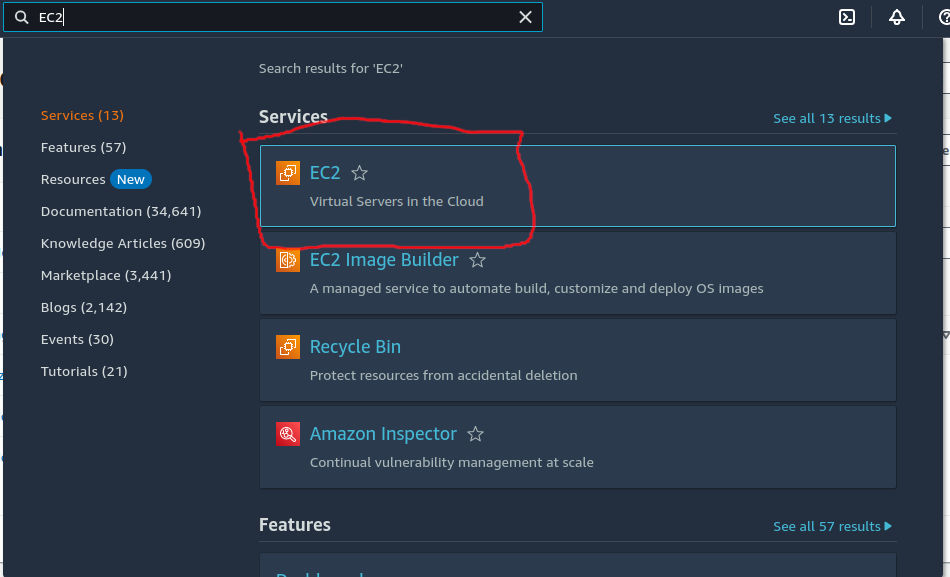 EC2
Search results for 'EC2'
Services (13)
Features (57)
Resources New
Documentation (34,641)
Knowledge Articles (609)
Marketplace (3,441)
Blogs (2,142)
Events (30)
Tutorials (21)
Services
See all 13 results
EC2
Virtual Servers in the Cloud
EC2 Image Builder
A managed service to automate build, customize and deploy OS images
Recycle Bin
Protect resources from accidental deletion
Amazon Inspector
Continual vulnerability management at scale
Features
See all 57 results